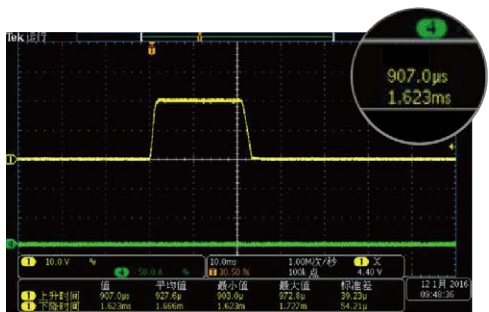 Tek 运行
4
907.0μs
1.623ms
1 10.0 V
4 50.0 A
10.0ms
30.50 %
1.00M次/秒
100k 点
1
4.40 V
值 平均值 最小值 最大值 标准差
1 上升时间 907.0μs 927.6μ 903.0μ 972.8μ 39.23μ
1 下降时间 1.623ms 1.666m 1.623m 1.727m 54.21μ
12 1月 2016
09:48:36